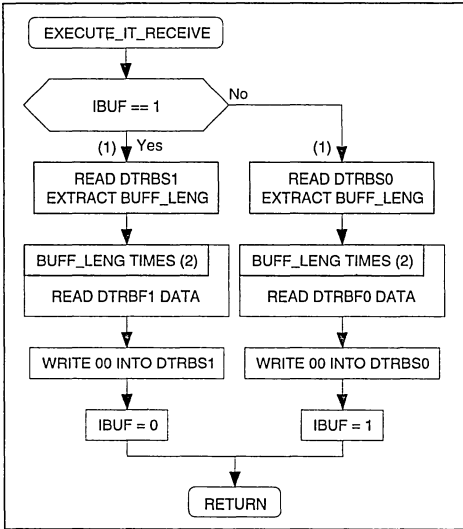 EXECUTE_IT_RECEIVE
IBUF == 1
No
(1) Yes
(1)
READ DTRBS1
EXTRACT BUFF_LENG
READ DTRBS0
EXTRACT BUFF_LENG
BUFF_LENG TIMES (2)
READ DTRBF1 DATA
BUFF_LENG TIMES (2)
READ DTRBF0 DATA
WRITE 00 INTO DTRBS1
WRITE 00 INTO DTRBS0
IBUF = 0
IBUF = 1
RETURN